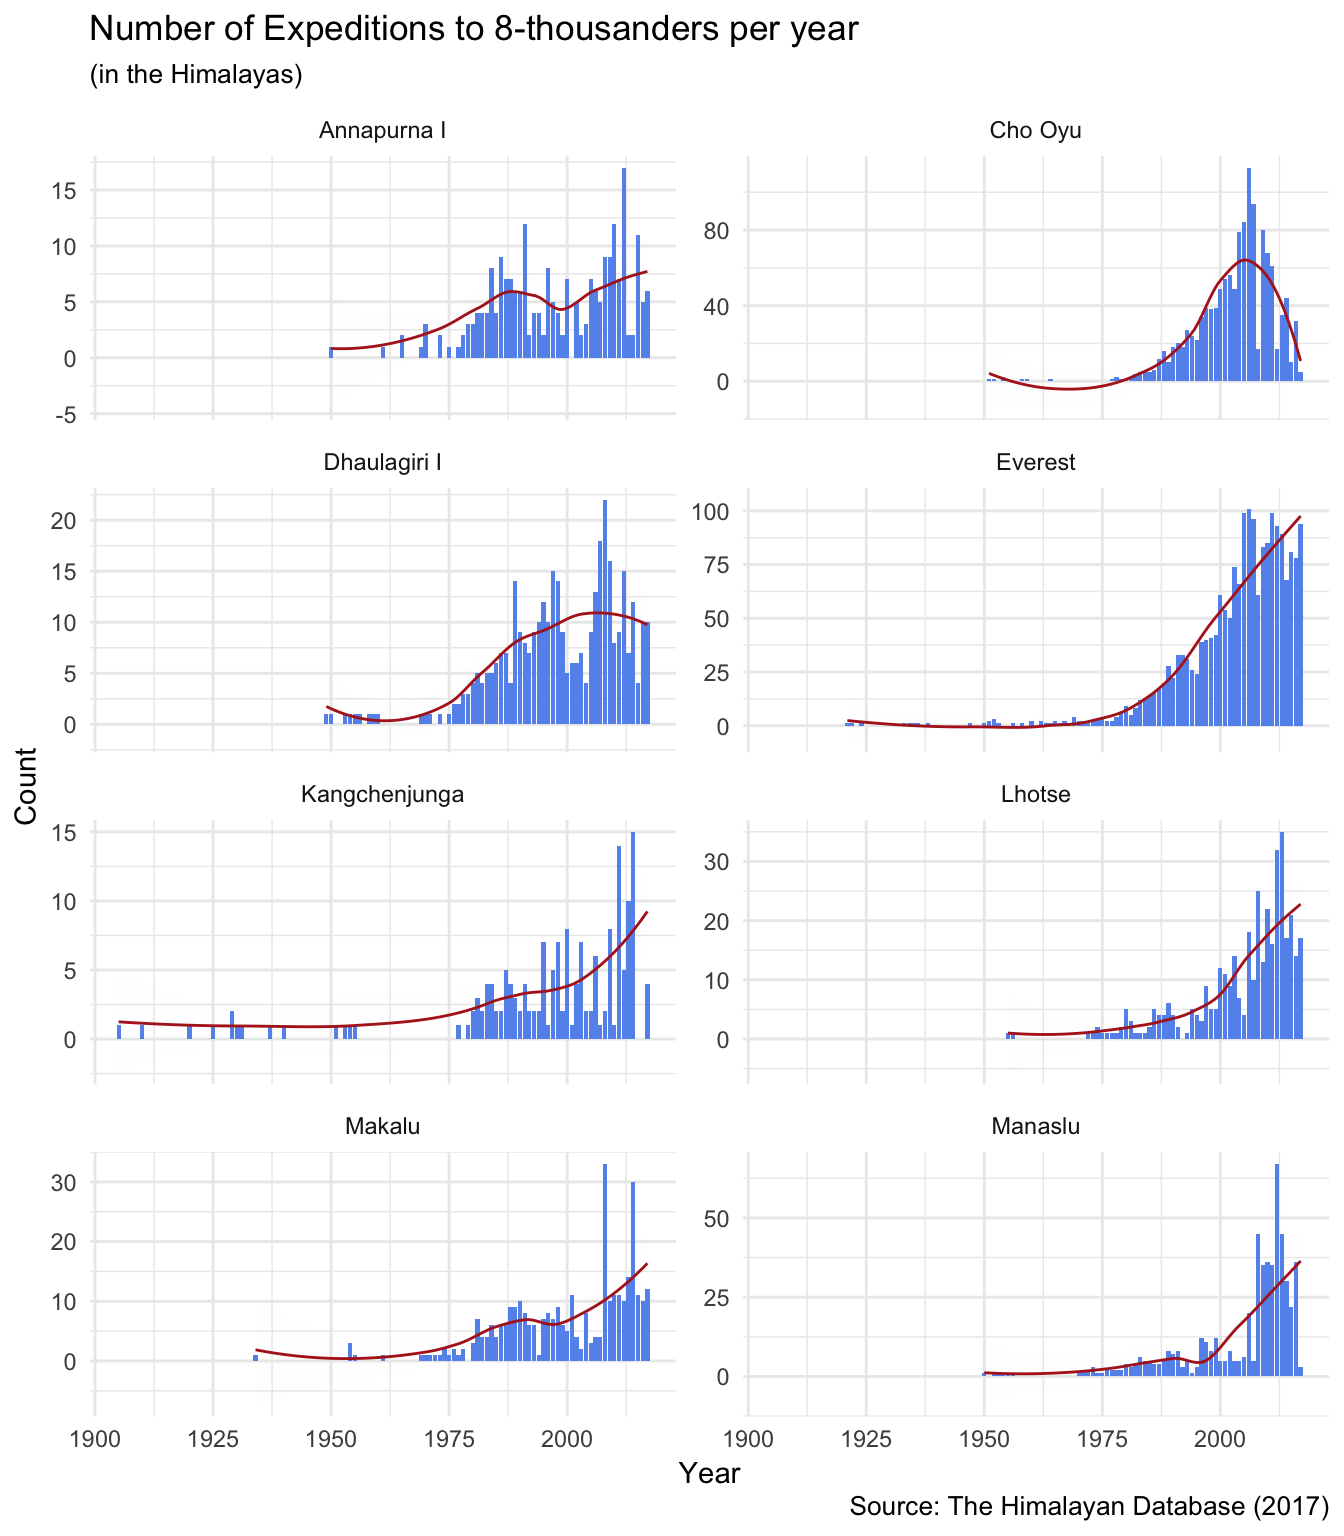 Number of Expeditions to 8-thousanders per year
(in the Himalayas)
Annapurna I
15
10
5
0
-5
Cho Oyu
80
40
0
Dhaulagiri I
20
15
10
5
0
Everest
100
75
50
25
0
Count
Kangchenjunga
15
10
5
0
Lhotse
30
20
10
0
Makalu
30
20
10
0
Manaslu
50
25
0
1900 1925 1950 1975 2000
1900 1925 1950 1975 2000
Year
Source: The Himalayan Database (2017)